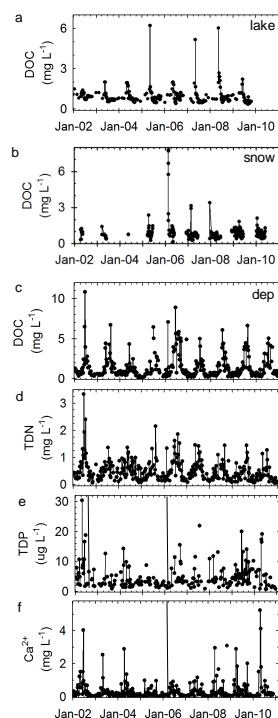 a
lake
DOC
(mg L-1)
6
4
2
0
Jan-02 Jan-04 Jan-06 Jan-08 Jan-10
b
snow
DOC
(mg L-1)
6
3
0
Jan-02 Jan-04 Jan-06 Jan-08 Jan-10
c
dep
DOC
(mg L-1)
10
5
0
d
TDN
(mg L-1)
3
2
1
0
e
TDP
(ug L-1)
30
20
10
0
f
Ca2+
(mg L-1)
4
2
0
Jan-02 Jan-04 Jan-06 Jan-08 Jan-10